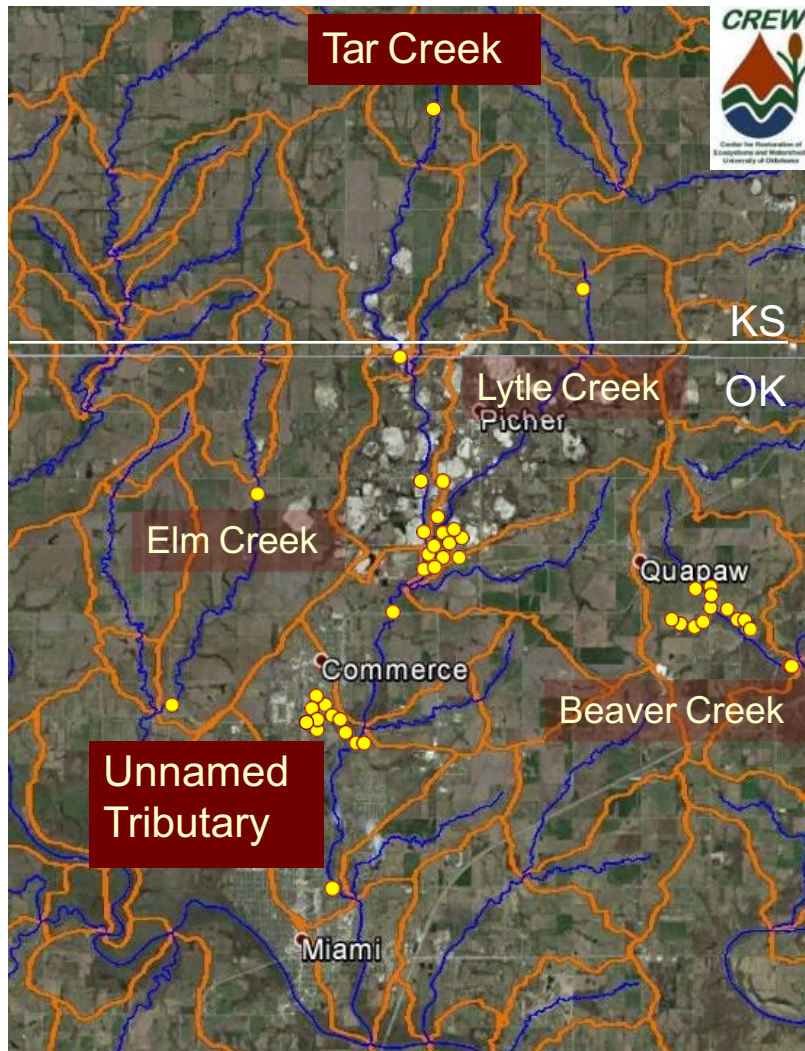 Tar Creek
CREW
Center for Restoration of
Ecosystems and Watersheds
University of Oklahoma
KS
Lytle Creek
OK
Picher
Elm Creek
Quapaw
Commerce
Beaver Creek
Unnamed
Tributary
Miami